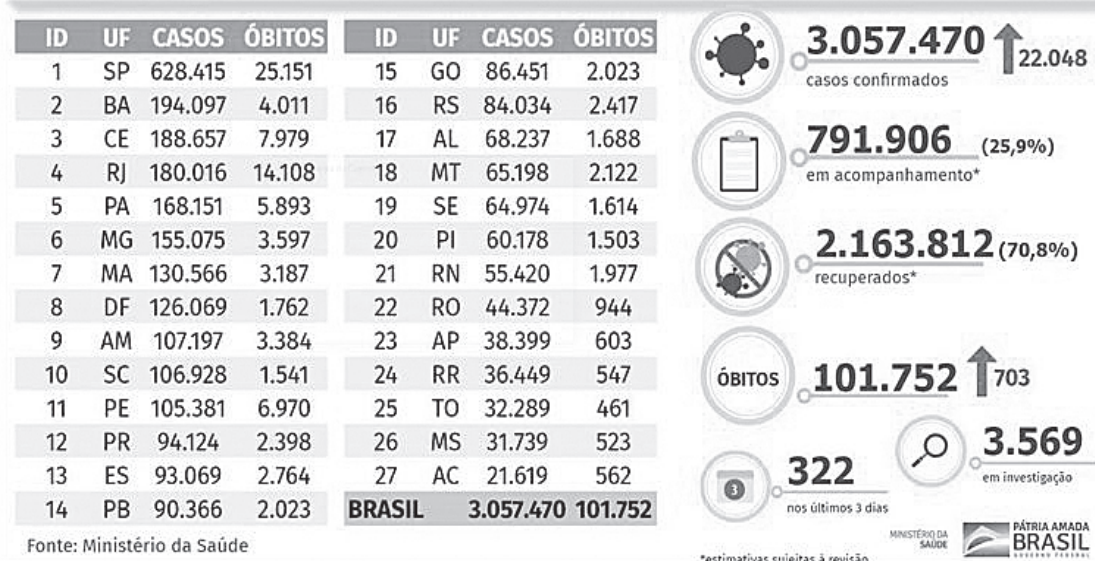 ID UF CASOS ÓBITOS
1 SP 628.415 25.151
2 BA 194.097 4.011
3 CE 188.657 7.979
4 RJ 180.016 14.108
5 PA 168.151 5.893
6 MG 155.075 3.597
7 MA 130.566 3.187
8 DF 126.069 1.762
9 AM 107.197 3.384
10 SC 106.928 1.541
11 PE 105.381 6.970
12 PR 94.124 2.398
13 ES 93.069 2.764
14 PB 90.366 2.023
ID UF CASOS ÓBITOS
15 GO 86.451 2.023
16 RS 84.034 2.417
17 AL 68.237 1.688
18 MT 65.198 2.122
19 SE 64.974 1.614
20 PI 60.178 1.503
21 RN 55.420 1.977
22 RO 44.372 944
23 AP 38.399 603
24 RR 36.449 547
25 TO 32.289 461
26 MS 31.739 523
27 AC 21.619 562
BRASIL 3.057.470 101.752
Fonte: Ministério da Saúde
3.057.470 22.048
casos confirmados
791.906 (25,9%)
em acompanhamento*
2.163.812 (70,8%)
recuperados*
ÓBITOS 101.752 703
3 322
nos últimos 3 dias
3.569
em investigação
MINISTÉRIO DA
SAÚDE
PÁTRIA AMADA
BRASIL
GOVERNO FEDERAL
*estimativas sujeitas à revisão